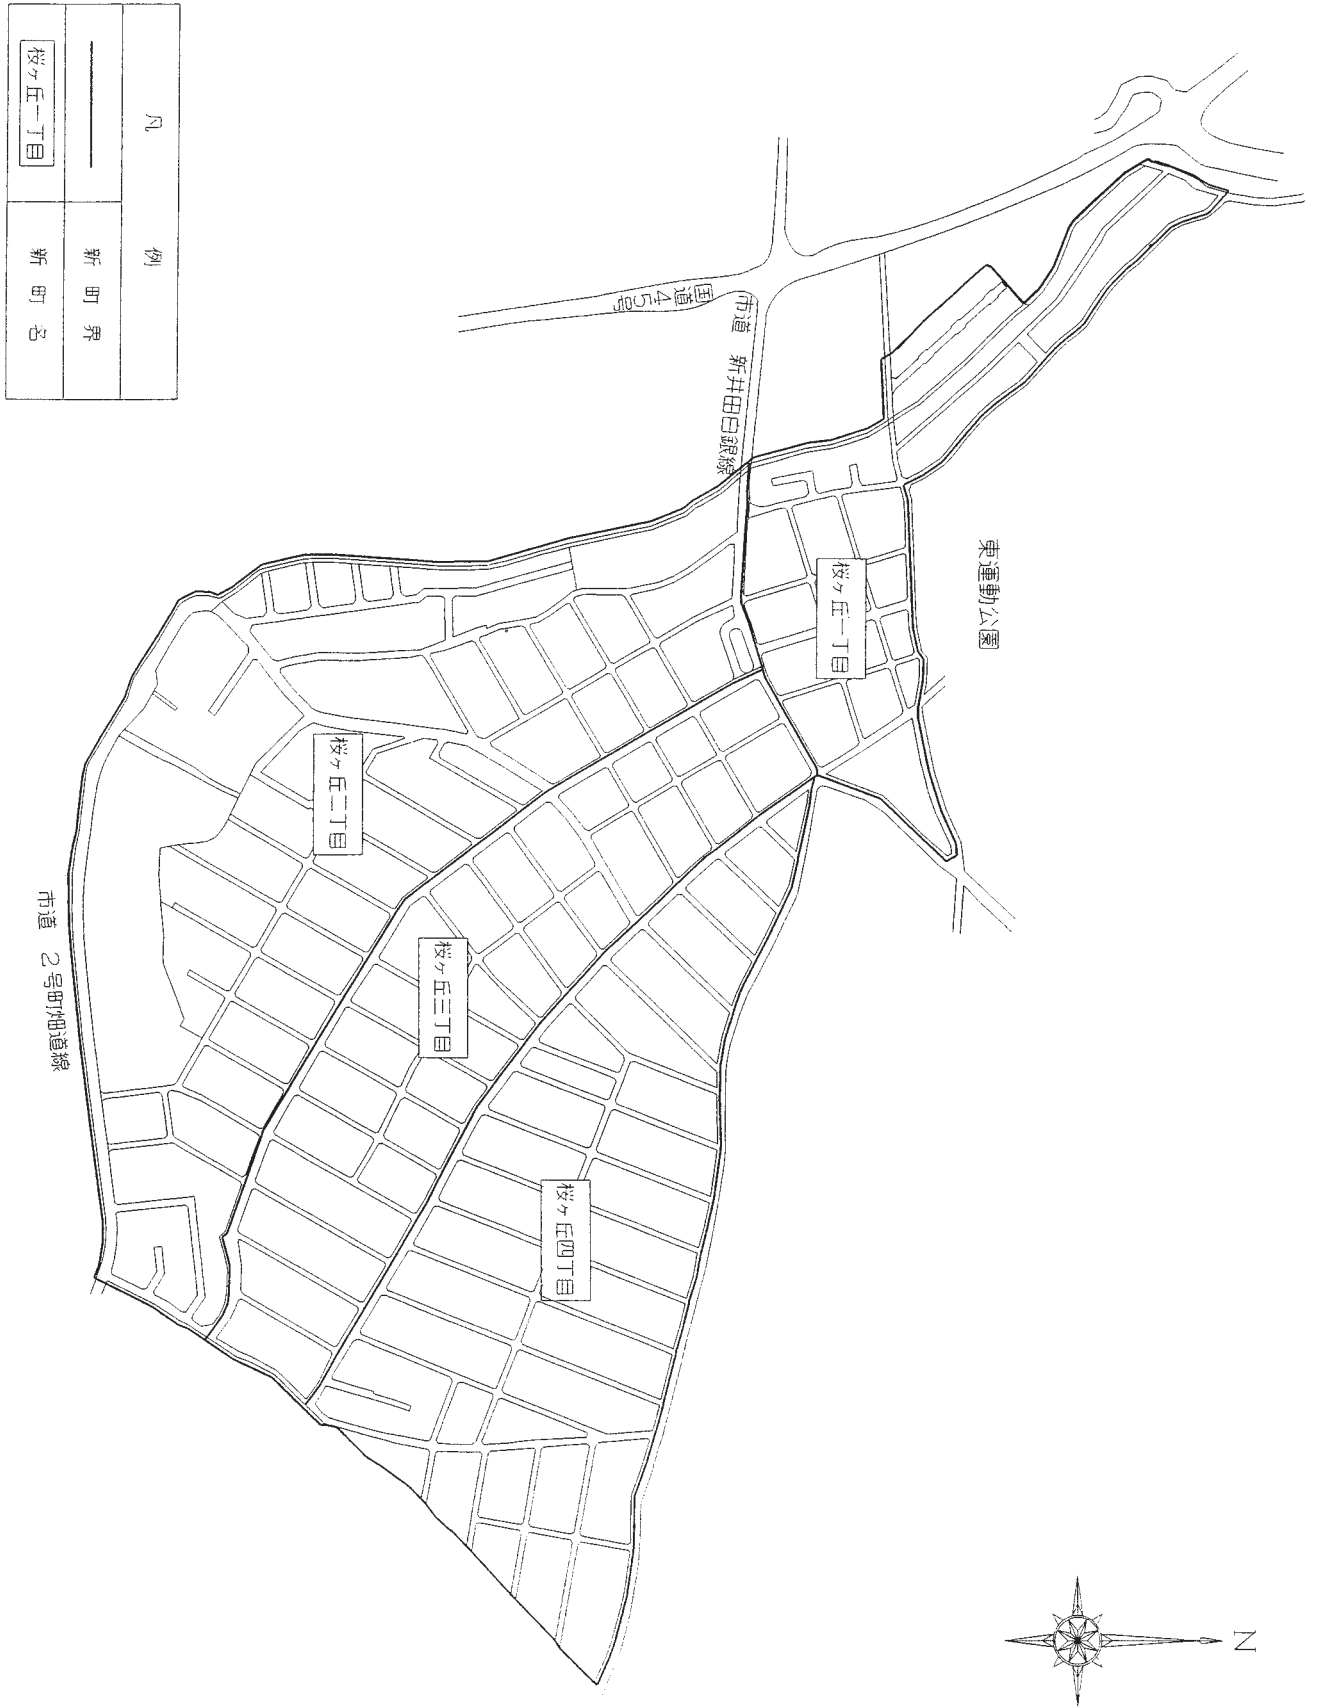 凡 例
新 町 界
桜ヶ丘一丁目 新 町 名
東運動公園
国道45号
市道 新井田白銀線
桜ヶ丘一丁目
桜ヶ丘二丁目
桜ヶ丘三丁目
桜ヶ丘四丁目
市道 2号町畑道線
N